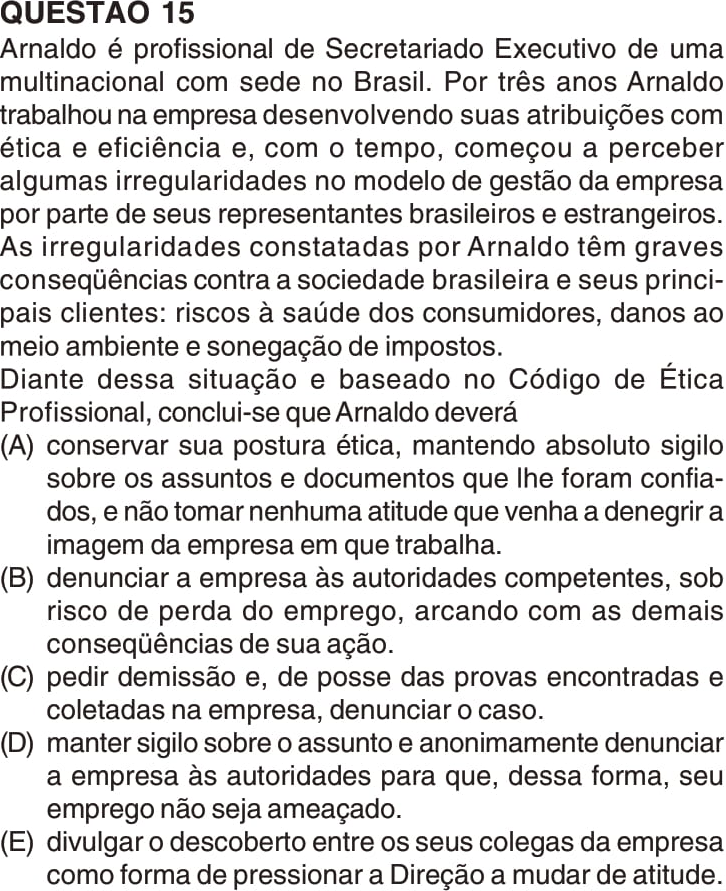 QUESTÃO 15
Arnaldo é profissional de Secretariado Executivo de uma
multinacional com sede no Brasil. Por três anos Arnaldo
trabalhou na empresa desenvolvendo suas atribuições com
ética e eficiência e, com o tempo, começou a perceber
algumas irregularidades no modelo de gestão da empresa
por parte de seus representantes brasileiros e estrangeiros.
As irregularidades constatadas por Arnaldo têm graves
conseqüências contra a sociedade brasileira e seus princi-
pais clientes: riscos à saúde dos consumidores, danos ao
meio ambiente e sonegação de impostos.
Diante dessa situação e baseado no Código de Ética
Profissional, conclui-se que Arnaldo deverá
(A) conservar sua postura ética, mantendo absoluto sigilo
sobre os assuntos e documentos que lhe foram confia-
dos, e não tomar nenhuma atitude que venha a denegrir a
imagem da empresa em que trabalha.
(B) denunciar a empresa às autoridades competentes, sob
risco de perda do emprego, arcando com as demais
conseqüências de sua ação.
(C) pedir demissão e, de posse das provas encontradas e
coletadas na empresa, denunciar o caso.
(D) manter sigilo sobre o assunto e anonimamente denunciar
a empresa às autoridades para que, dessa forma, seu
emprego não seja ameaçado.
(E) divulgar o descoberto entre os seus colegas da empresa
como forma de pressionar a Direção a mudar de atitude.